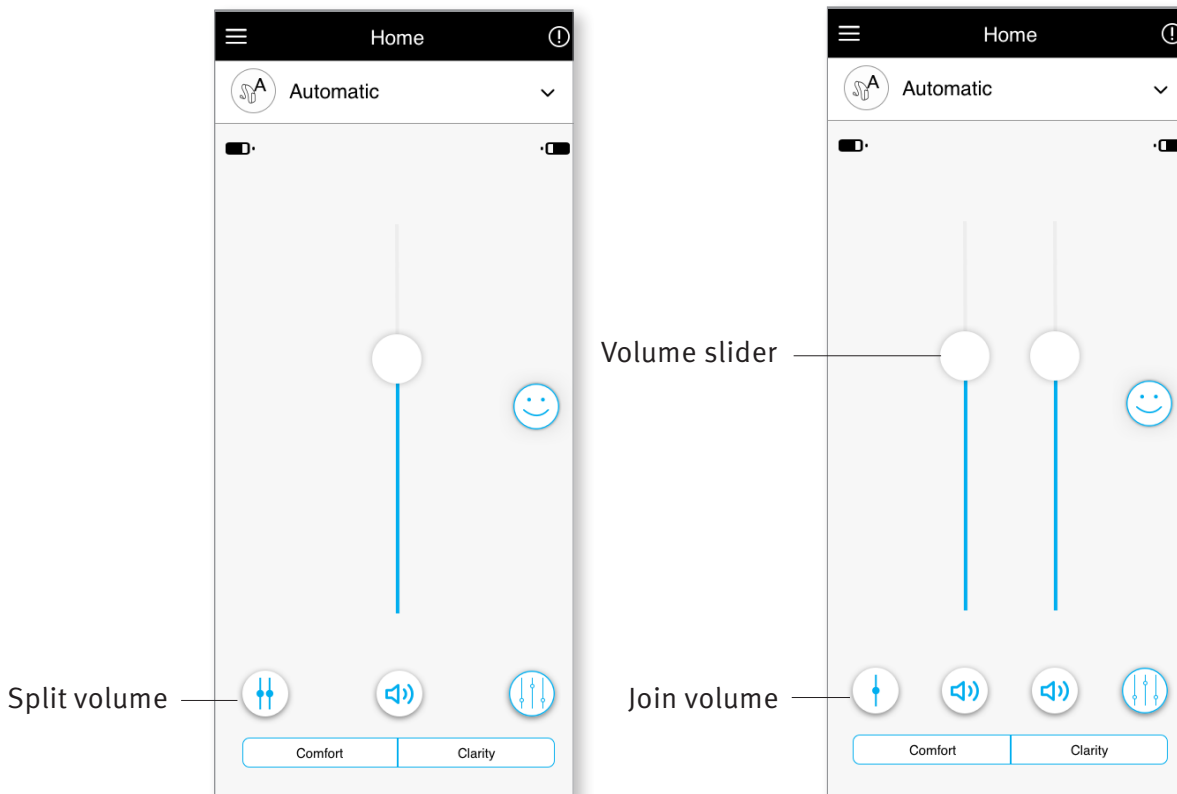 Home
Automatic
Split volume
Comfort
Clarity
Home
Automatic
Volume slider
Join volume
Comfort
Clarity